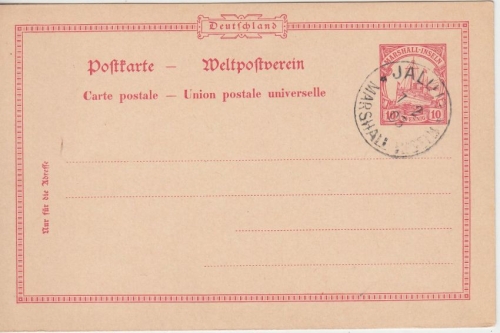 Deutschland
Postkarte — Weltpostverein
Carte postale — Union postale universelle
MARSHALL-INSELN
10 10
JALUIT
MARSHALL
Nur für die Adresse